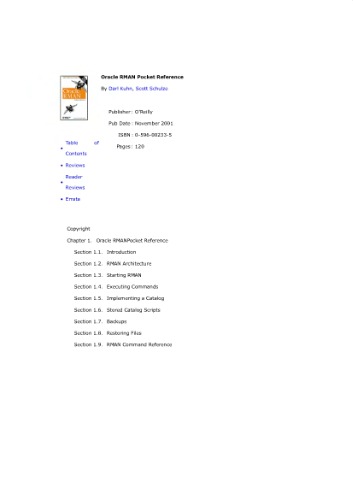 Oracle RMAN Pocket Reference
By Darl Kuhn, Scott Schulze
Publisher: O'Reilly
Pub Date: November 2001
ISBN: 0-596-00233-5
Pages: 120
• Table of
Contents
• Reviews
• Reader
Reviews
• Errata
Copyright
Chapter 1. Oracle RMANPocket Reference
Section 1.1. Introduction
Section 1.2. RMAN Architecture
Section 1.3. Starting RMAN
Section 1.4. Executing Commands
Section 1.5. Implementing a Catalog
Section 1.6. Stored Catalog Scripts
Section 1.7. Backups
Section 1.8. Restoring Files
Section 1.9. RMAN Command Reference